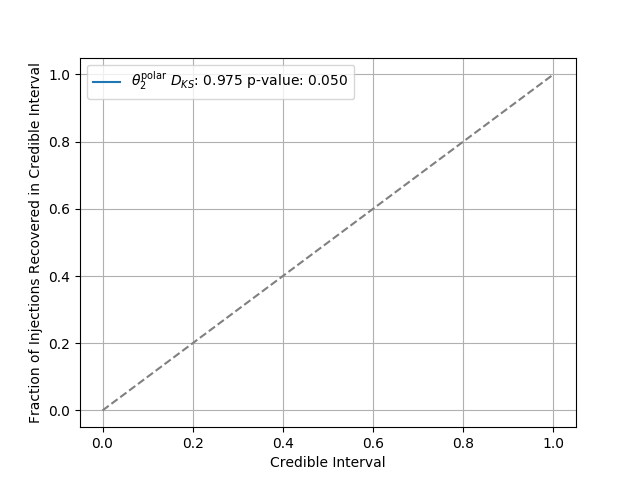 θ₂ᵖᵒˡᵃʳ D_KS: 0.975 p-value: 0.050
1.0
0.8
0.6
0.4
0.2
0.0
Fraction of Injections Recovered in Credible Interval
0.0 0.2 0.4 0.6 0.8 1.0
Credible Interval